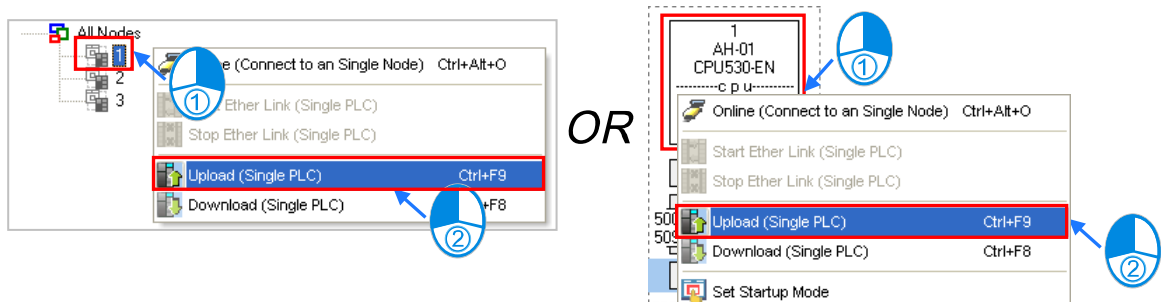 All Nodes
1
2
3
①
e (Connect to an Single Node) Ctrl+Alt+O
Ether Link (Single PLC)
Stop Ether Link (Single PLC)
Upload (Single PLC) Ctrl+F9
Download (Single PLC) +F8
②
OR
1
AH-01
CPU530-EN
--------c p u--------
①
Online (Connect to an Single Node) Ctrl+Alt+O
Start Ether Link (Single PLC)
Stop Ether Link (Single PLC)
500
509
Upload (Single PLC) Ctrl+F9
Download (Single PLC) Ctrl+F8
②
Set Startup Mode